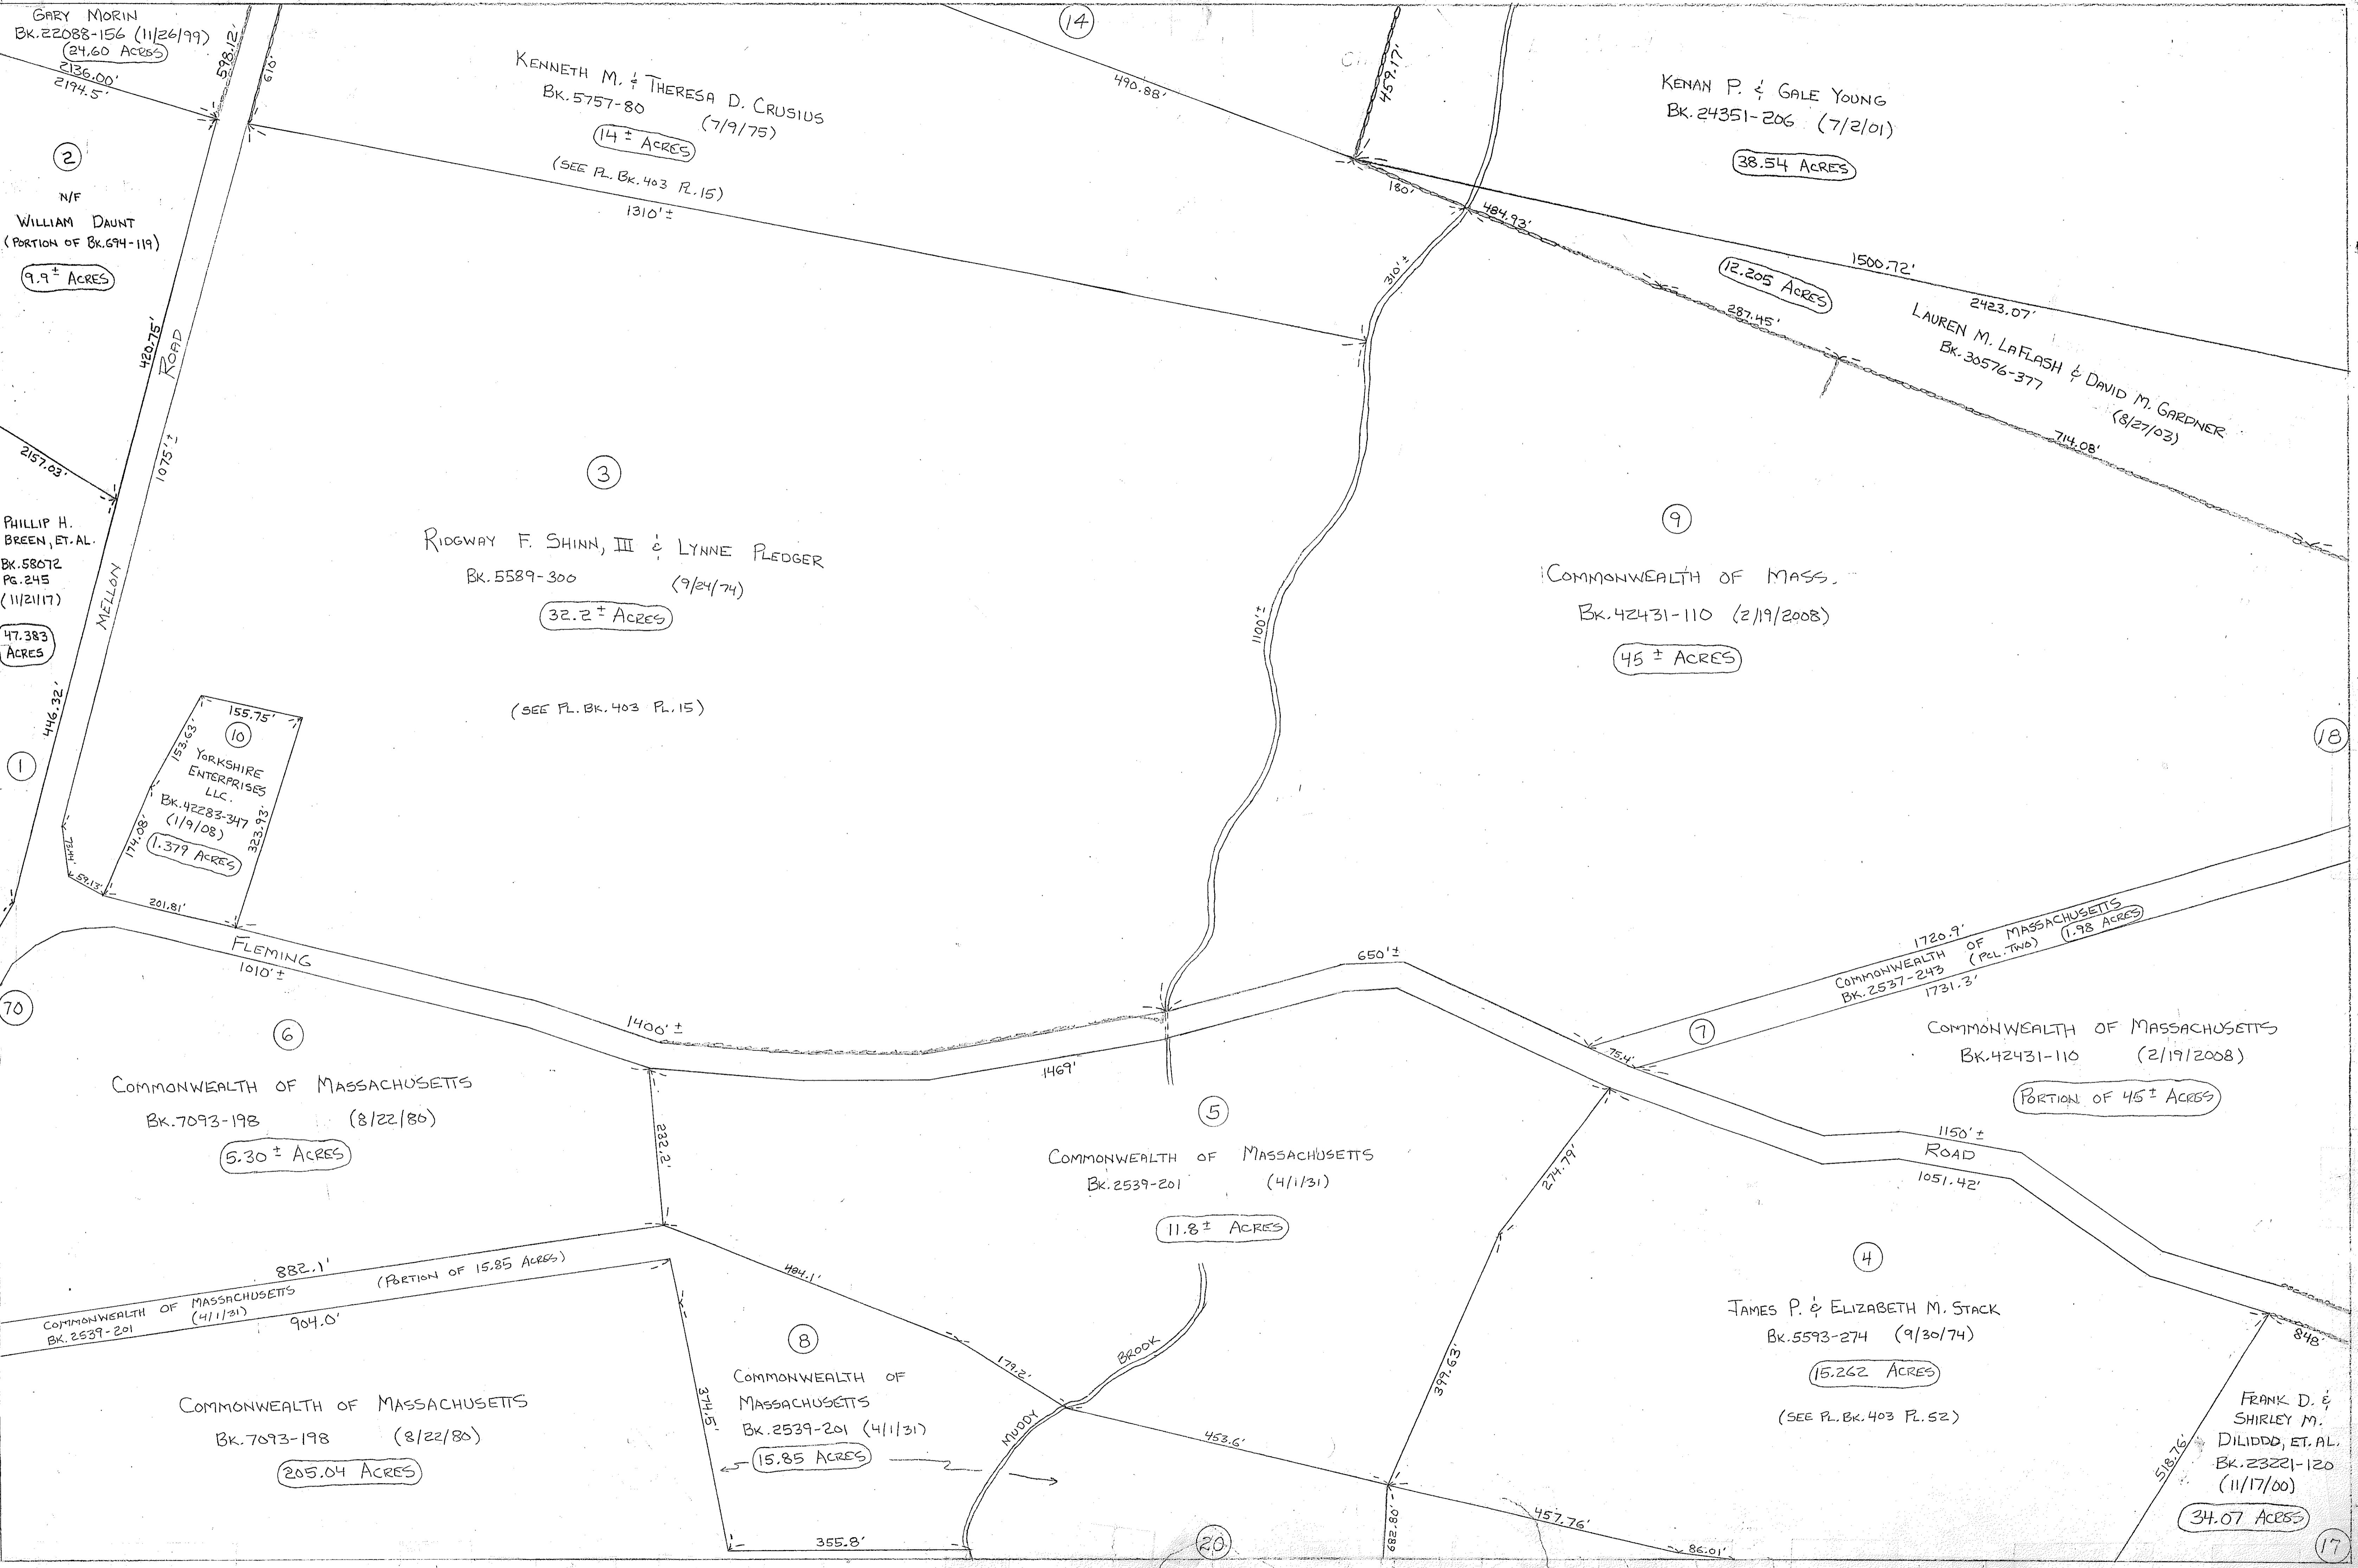 GARY MORIN
BK.22088-156 (11/26/99)
24.60 ACRES
2136.00'
2194.5'
598.12'
610'
KENNETH M. & THERESA D. CRUSIUS
BK.5757-80 (7/9/75)
14 ± ACRES
(SEE PL.BK.403 PL.15)
1310'±
14
490.88'
459.17'
KENAN P. & GALE YOUNG
BK.24351-206 (7/2/01)
38.54 ACRES
180'
484.93'
1500.72'
2423.07'
12.205 ACRES
287.45'
LAUREN M. LAFLASH & DAVID M. GARDNER
BK.30576-377
(8/27/03)
714.08'
310'±
2
N/F
WILLIAM DAUNT
(PORTION OF BK.694-119)
9.9± ACRES
420.75'
ROAD
1075'±
2157.03'
PHILLIP H.
BREEN, ET.AL.
BK.58072
PG.245
(11/21/17)
47.383
ACRES
MELLON
446.32'
1
3
RIDGWAY F. SHINN, III & LYNNE PLEDGER
BK.5589-300 (9/24/74)
32.2 ± ACRES
(SEE PL.BK.403 PL.15)
1100'±
9
COMMONWEALTH OF MASS.
BK.42431-110 (2/19/2008)
45 ± ACRES
18
155.75'
10
153.63'
YORKSHIRE
ENTERPRISES
LLC.
BK.42283-347
(1/9/08)
1.379 ACRES
174.08'
323.93'
59.13'
201.81'
FLEMING
1010'±
70
1400'±
1469'
650'±
75.4'
1720.9'
COMMONWEALTH OF MASSACHUSETTS
BK.2537-243 (PCL.TWO) 1.98 ACRES
1731.3'
7
COMMONWEALTH OF MASSACHUSETTS
BK.42431-110 (2/19/2008)
PORTION OF 45± ACRES
1150'±
ROAD
1051.42'
6
COMMONWEALTH OF MASSACHUSETTS
BK.7093-198 (8/22/80)
5.30 ± ACRES
232.2'
5
COMMONWEALTH OF MASSACHUSETTS
BK.2539-201 (4/1/31)
11.8± ACRES
274.79'
882.1'
(PORTION OF 15.85 ACRES)
COMMONWEALTH OF MASSACHUSETTS
BK.2539-201 (4/1/31)
904.0'
484.1'
179.2'
8
COMMONWEALTH OF
MASSACHUSETTS
BK.2539-201 (4/1/31)
15.85 ACRES
374.5'
355.8'
MUDDY
BROOK
453.6'
399.63'
4
JAMES P. & ELIZABETH M. STACK
BK.5593-274 (9/30/74)
15.262 ACRES
(SEE PL.BK.403 PL.52)
COMMONWEALTH OF MASSACHUSETTS
BK.7093-198 (8/22/80)
205.04 ACRES
20
682.80'
457.76'
86.01'
848'
518.76'
FRANK D. &
SHIRLEY M.
DILIDDO, ET.AL.
BK.23221-120
(11/17/00)
34.07 ACRES
17